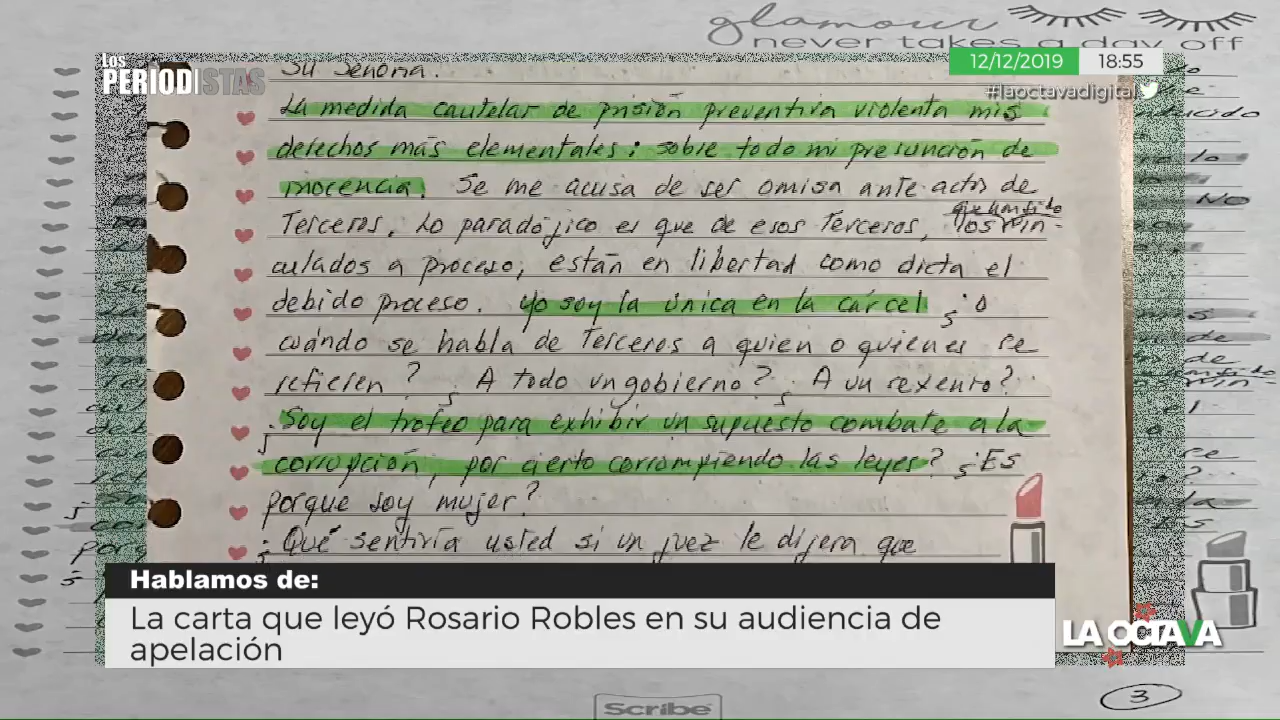 glamour
never takes a day off
Los
PERIODISTAS
12/12/2019 18:55
#laoctavadigital
Su Señoria.
La medida cautelar de prisión preventiva violenta mis
derechos más elementales: sobre todo mi presunción de
inocencia. Se me acusa de ser omisa ante actos de
Terceros. Lo paradójico es que de esos Terceros, los vin-
culados a proceso, están en libertad como dicta el
debido proceso. Yo soy la única en la cárcel ¿o
cuándo se habla de Terceros a quien o quienes se
refieren? ¿A todo un gobierno? ¿A un sexenio?
¿Soy el trofeo para exhibir un supuesto combate a la
corrupción, por cierto corrompiendo las leyes? ¿Es
porque soy mujer?
¿Qué sentiría usted si un juez le dijera que
Hablamos de:
La carta que leyó Rosario Robles en su audiencia de
apelación
LA OCTAVA
Scribe
3